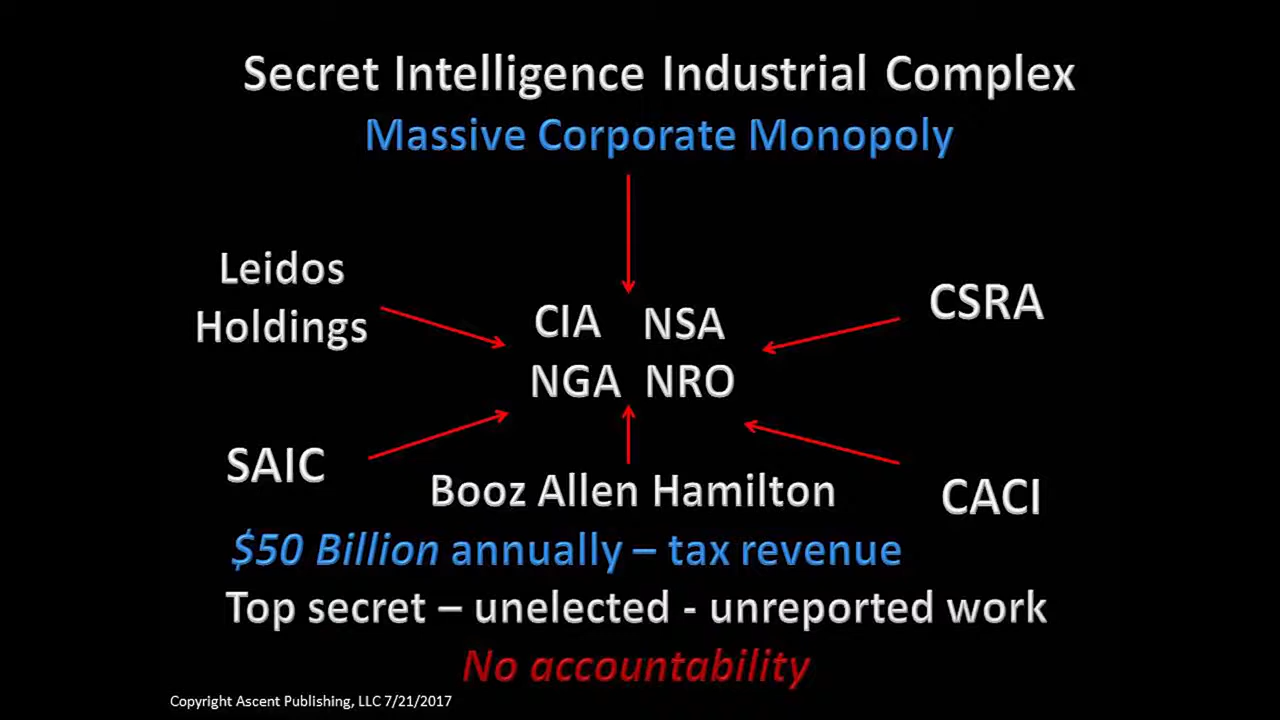 Secret Intelligence Industrial Complex
Massive Corporate Monopoly
Leidos
Holdings
CSRA
CIA NSA
NGA NRO
SAIC
Booz Allen Hamilton
CACI
$50 Billion annually – tax revenue
Top secret – unelected - unreported work
No accountability
Copyright Ascent Publishing, LLC 7/21/2017